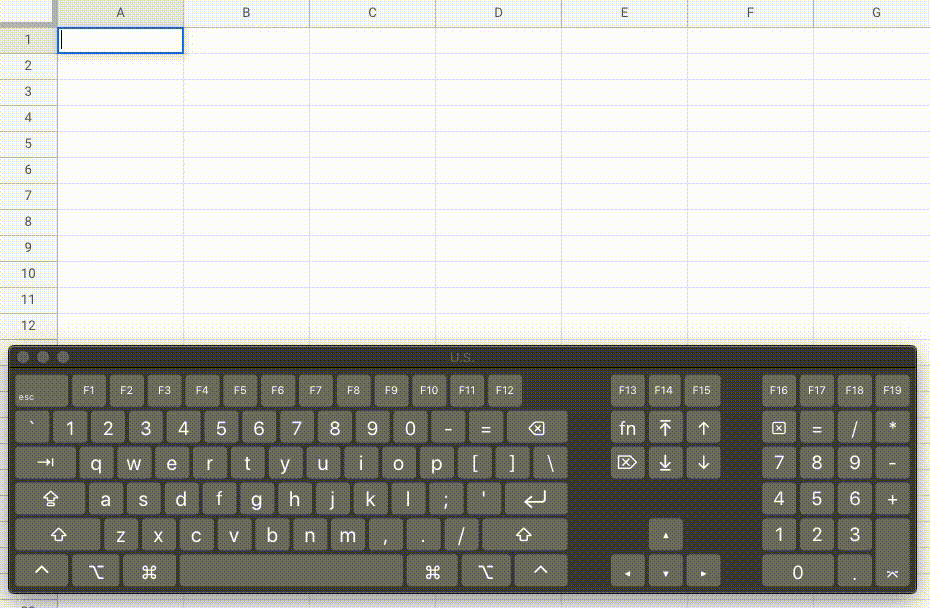 A B C D E F G
1
2
3
4
5
6
7
8
9
10
11
12
U.S.
esc F1 F2 F3 F4 F5 F6 F7 F8 F9 F10 F11 F12 F13 F14 F15 F16 F17 F18 F19
` 1 2 3 4 5 6 7 8 9 0 - = fn = / *
q w e r t y u i o p [ ] \ 7 8 9 -
a s d f g h j k l ; ' 4 5 6 +
z x c v b n m , . / 1 2 3
0 .